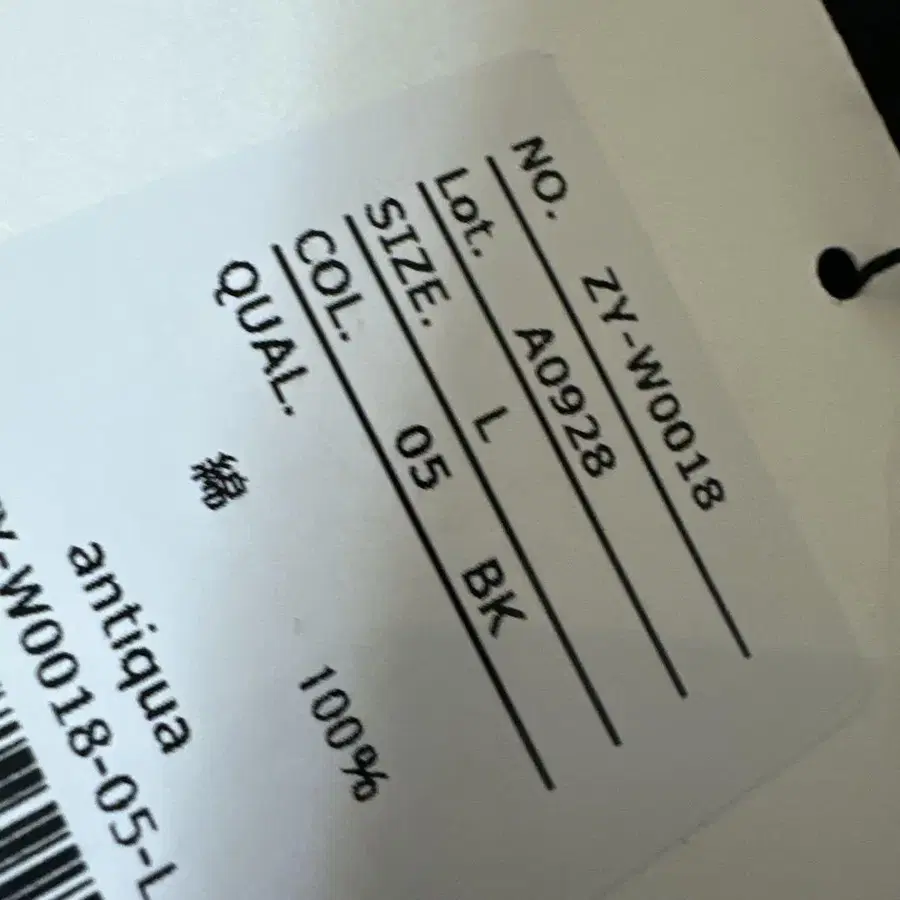 NO. ZY-W0018
Lot. A0928
SIZE. L
COL. 05 BK
QUAL.
綿 100%
antiqua
-W0018-05-L